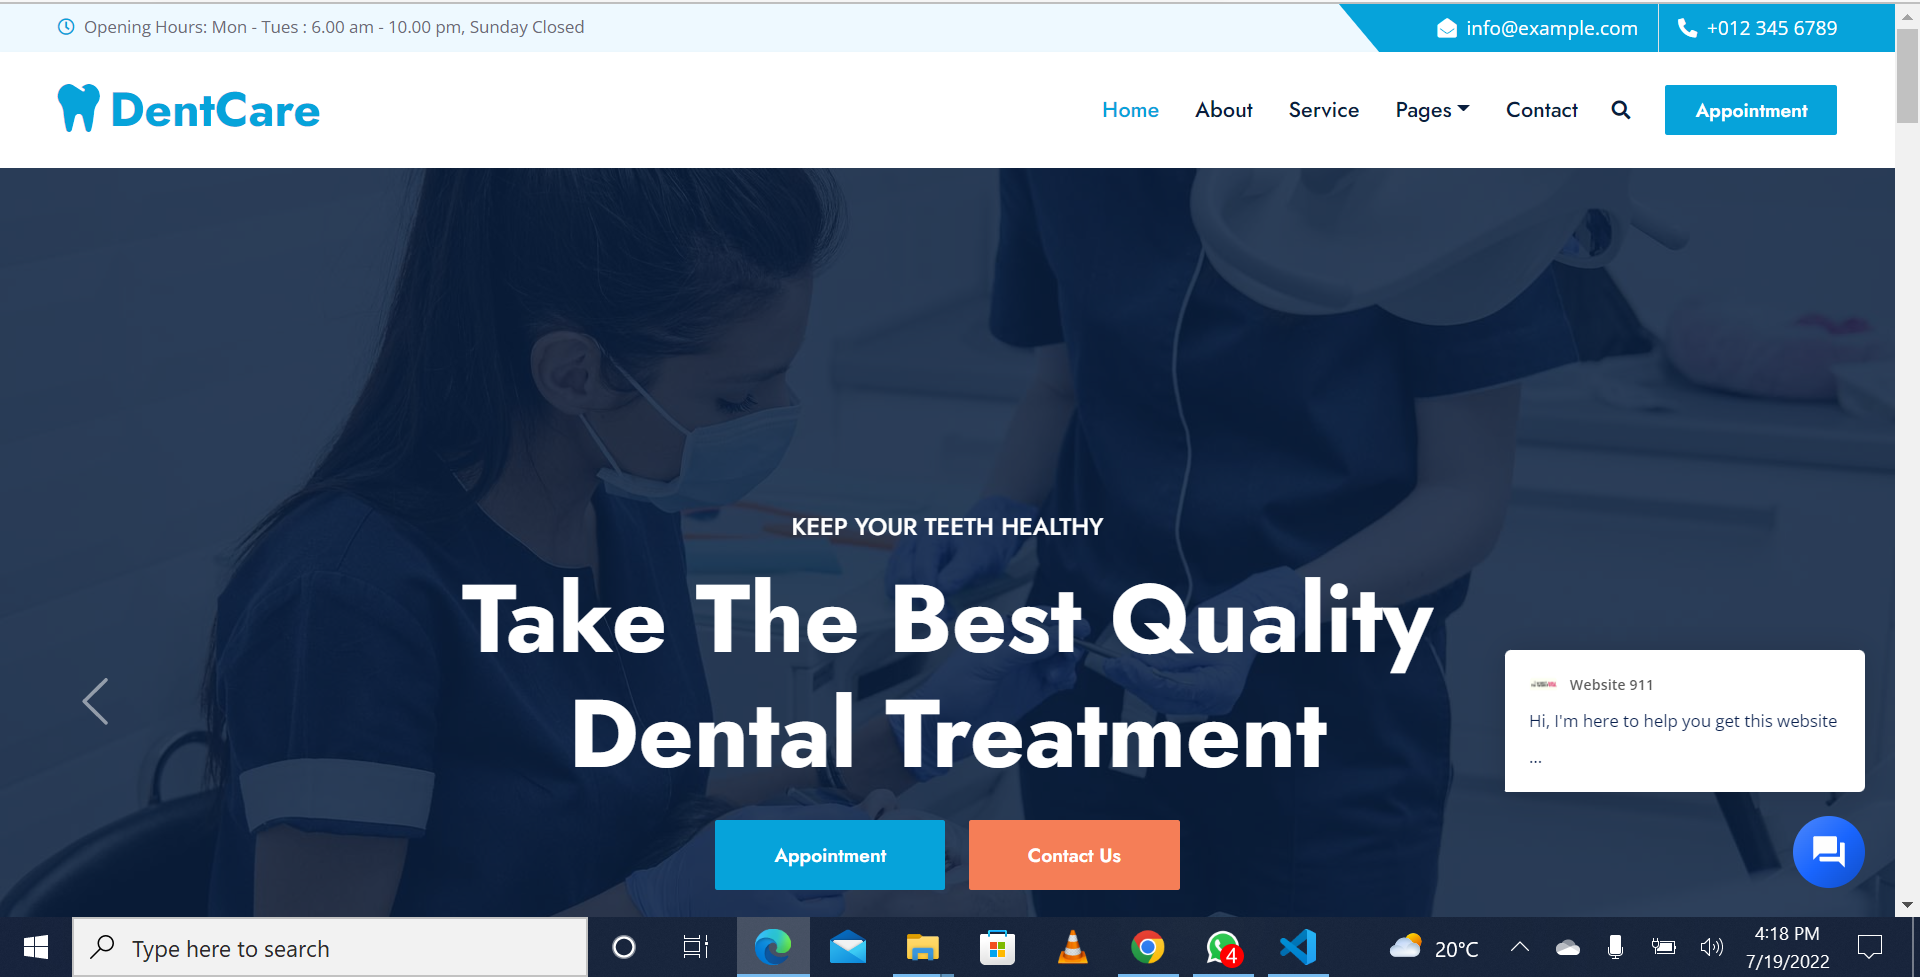 Opening Hours: Mon - Tues : 6.00 am - 10.00 pm, Sunday Closed
info@example.com
+012 345 6789
DentCare
Home
About
Service
Pages
Contact
Appointment
KEEP YOUR TEETH HEALTHY
Take The Best Quality
Dental Treatment
Website 911
Hi, I'm here to help you get this website
...
Appointment
Contact Us
Type here to search
4
20°C
4:18 PM
7/19/2022